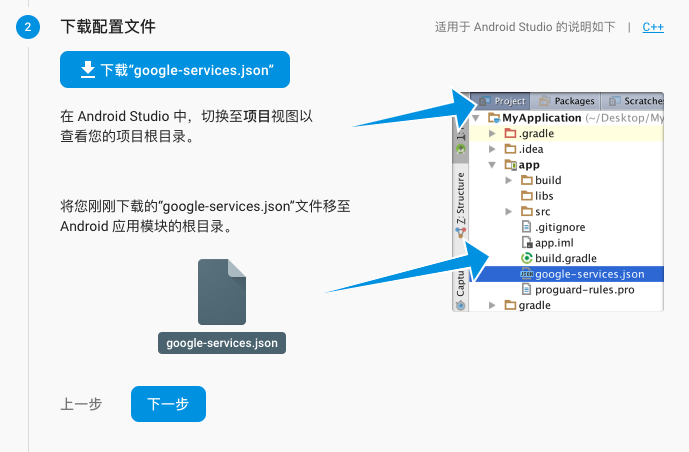 2 下载配置文件
适用于 Android Studio 的说明如下 | C++
下载“google-services.json”
在 Android Studio 中，切换至项目视图以
查看您的项目根目录。
将您刚刚下载的“google-services.json”文件移至
Android 应用模块的根目录。
google-services.json
上一步 下一步
Project Packages Scratches
MyApplication (~/Desktop/My
.gradle
.idea
app
build
libs
src
.gitignore
app.iml
build.gradle
google-services.json
proguard-rules.pro
gradle
Z: Structure
Captu